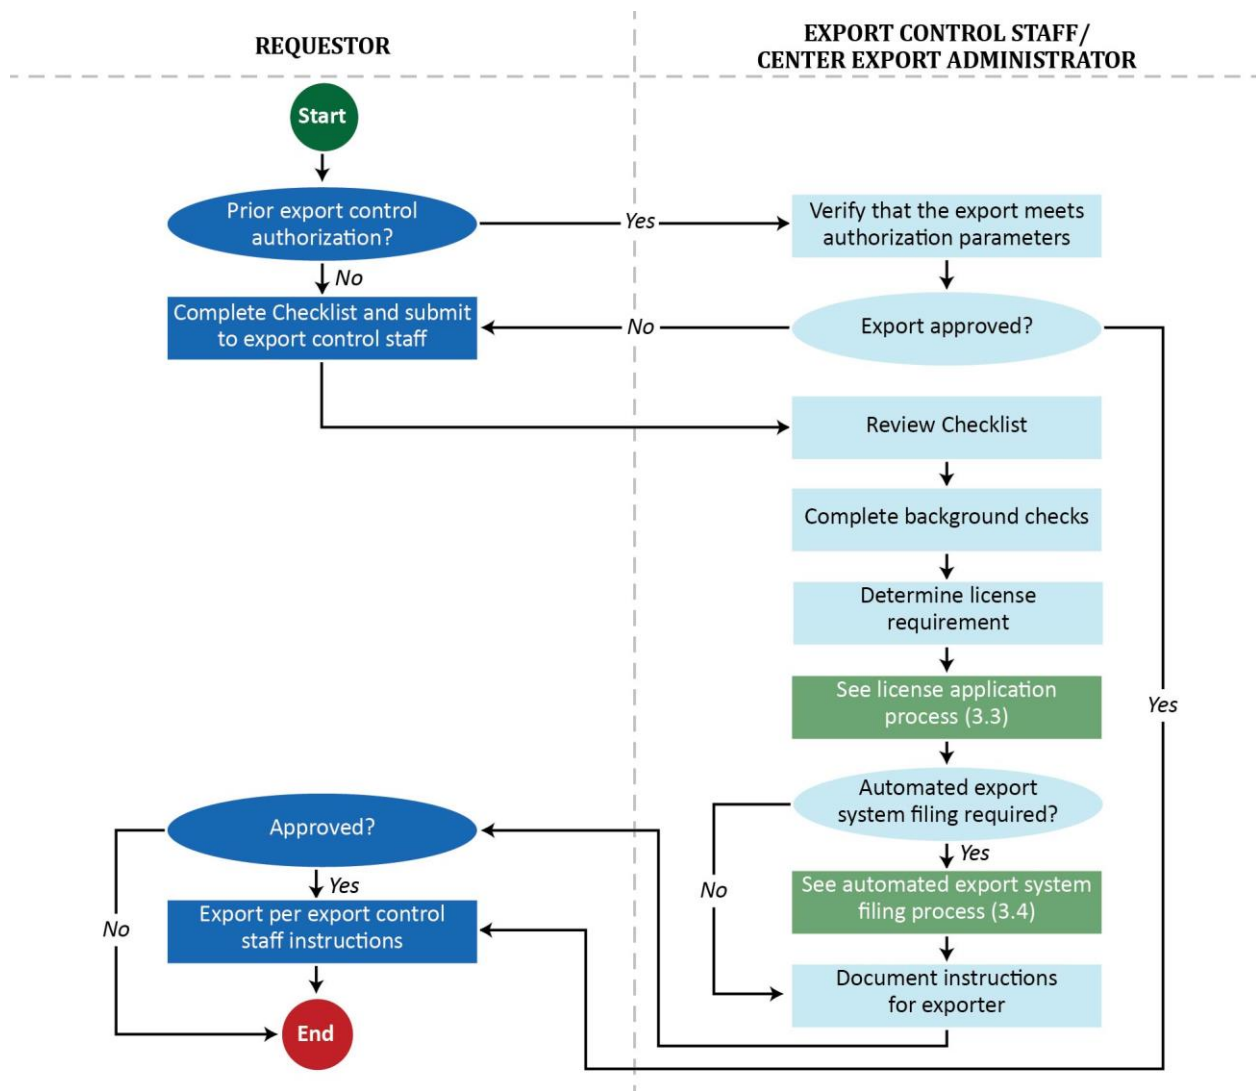 REQUESTOR
EXPORT CONTROL STAFF/
CENTER EXPORT ADMINISTRATOR
Start
Prior export control
authorization?
Yes
Verify that the export meets
authorization parameters
No
Complete Checklist and submit
to export control staff
No
Export approved?
Review Checklist
Complete background checks
Determine license
requirement
See license application
process (3.3)
Yes
Automated export
system filing required?
Approved?
Yes
No
Yes
See automated export system
filing process (3.4)
Export per export control
staff instructions
No
Document instructions
for exporter
End